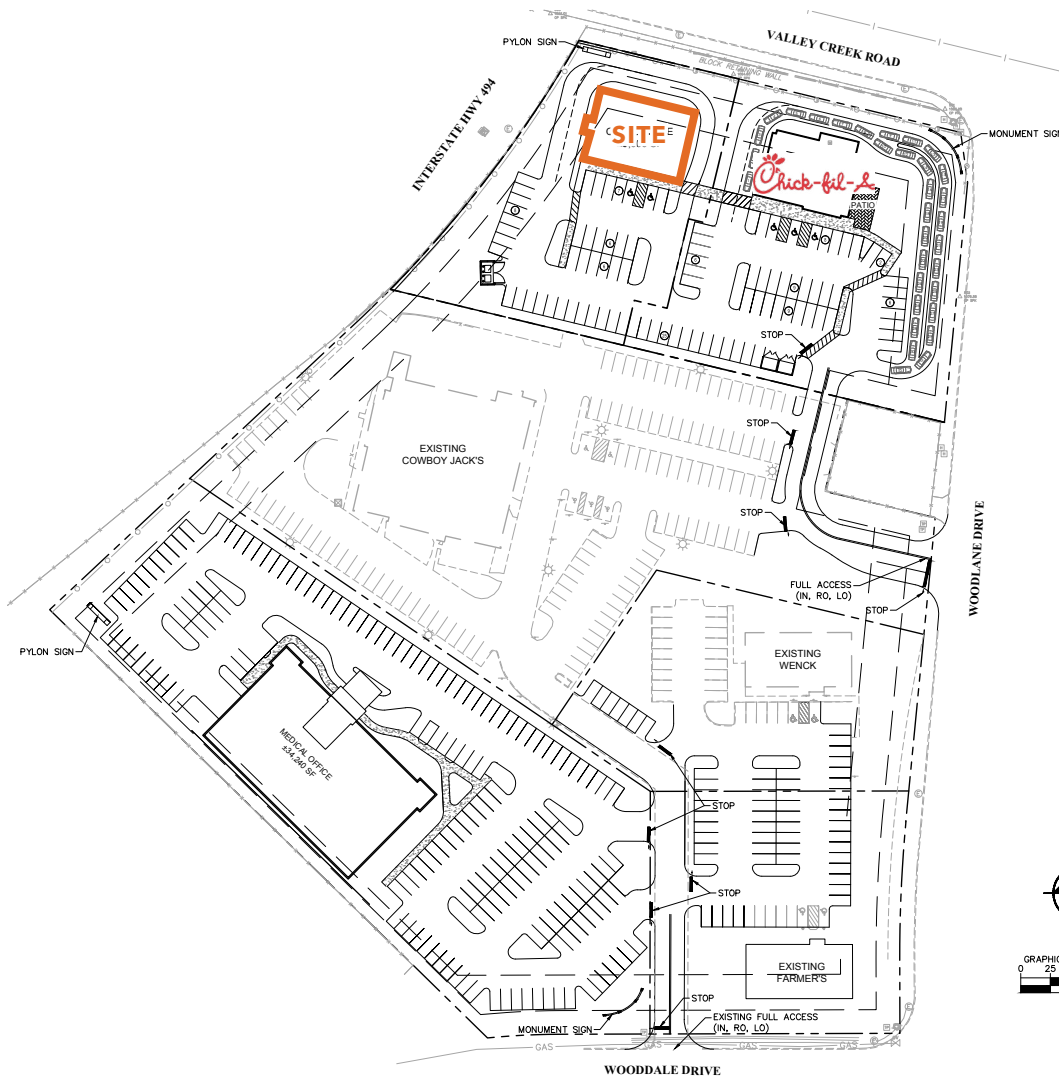 VALLEY CREEK ROAD
PYLON SIGN
BLOCK RETAINING WALL
INTERSTATE HWY 494
MONUMENT SIGN
SITE
Chick-fil-A
PATIO
STOP
STOP
EXISTING
COWBOY JACK'S
STOP
WOODLANE DRIVE
FULL ACCESS
(IN, RO, LO)
STOP
PYLON SIGN
EXISTING
WENCK
MEDICAL OFFICE
±34,240 SF
STOP
STOP
EXISTING
FARMER'S
GRAPHIC
0 25
STOP
MONUMENT SIGN
EXISTING FULL ACCESS
(IN, RO, LO)
GAS
GAS
GAS
GAS
WOODDALE DRIVE